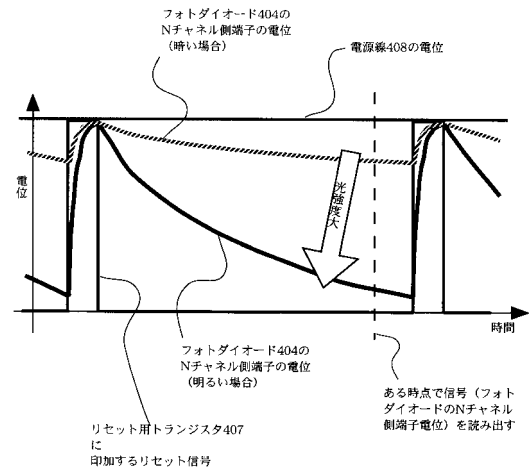 フォトダイオード404の
Nチャネル側端子の電位
(暗い場合)
電源線408の電位
電位
光強度大
時間
フォトダイオード404の
Nチャネル側端子の電位
(明るい場合)
ある時点で信号(フォト
ダイオードのNチャネル
側端子電位)を読み出す
リセット用トランジスタ407
に
印加するリセット信号